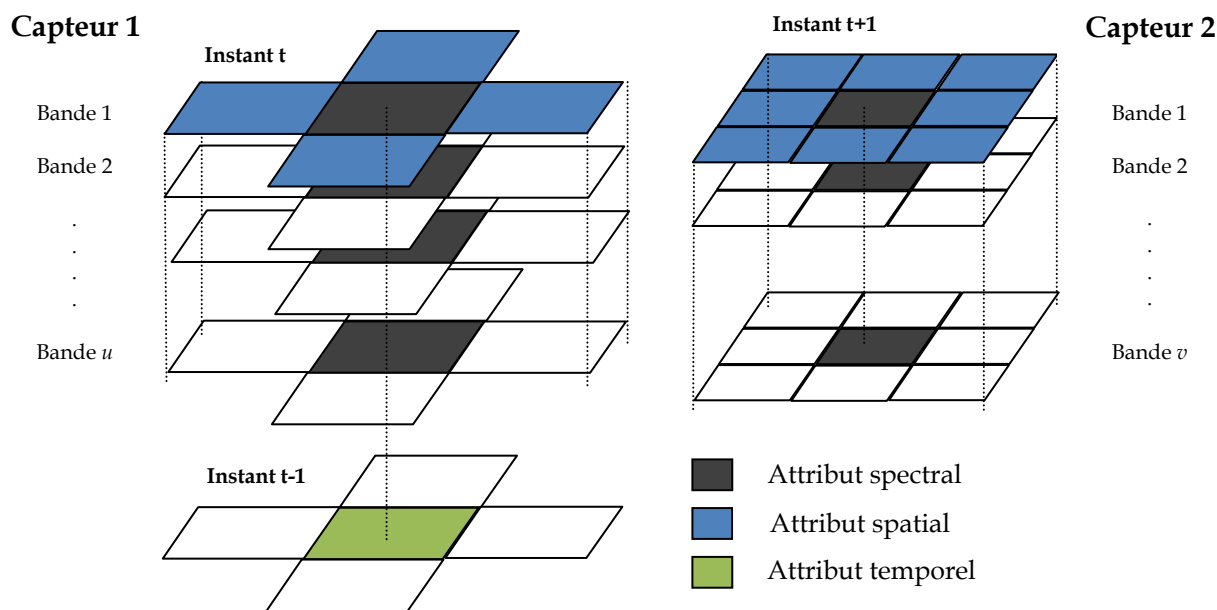 Capteur 1
Instant t
Bande 1
Bande 2
.
.
.
.
Bande u
Instant t-1
Instant t+1
Capteur 2
Bande 1
Bande 2
.
.
.
.
Bande v
Attribut spectral
Attribut spatial
Attribut temporel